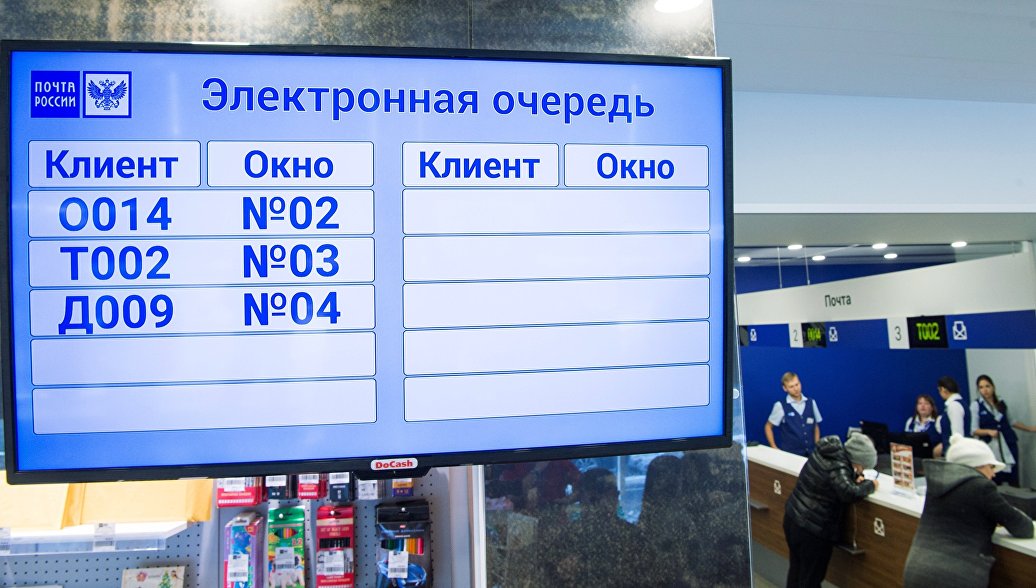 ПОЧТА
РОССИИ
Электронная очередь
Клиент Окно Клиент Окно
О014 №02
Т002 №03
Д009 №04
DoCash
Почта
2
3 Т002